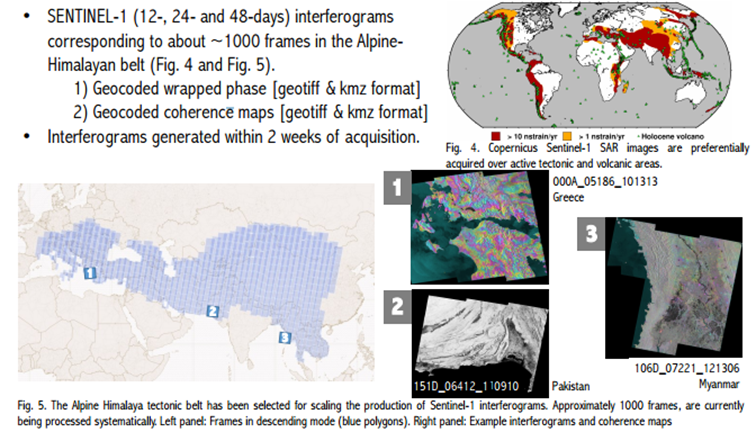 • SENTINEL-1 (12-, 24- and 48-days) interferograms
corresponding to about ~1000 frames in the Alpine-
Himalayan belt (Fig. 4 and Fig. 5).
1) Geocoded wrapped phase [geotiff & kmz format]
2) Geocoded coherence maps [geotiff & kmz format]
• Interferograms generated within 2 weeks of acquisition.
> 10 nstrain/yr > 1 nstrain/yr Holocene volcano
Fig. 4. Copernicus Sentinel-1 SAR images are preferentially
acquired over active tectonic and volcanic areas.
1
2
3
1
000A_05186_101313
Greece
2
151D_06412_110910
Pakistan
3
106D_07221_121306
Myanmar
Fig. 5. The Alpine Himalaya tectonic belt has been selected for scaling the production of Sentinel-1 interferograms. Approximately 1000 frames, are currently
being processed systematically. Left panel: Frames in descending mode (blue polygons). Right panel: Example interferograms and coherence maps